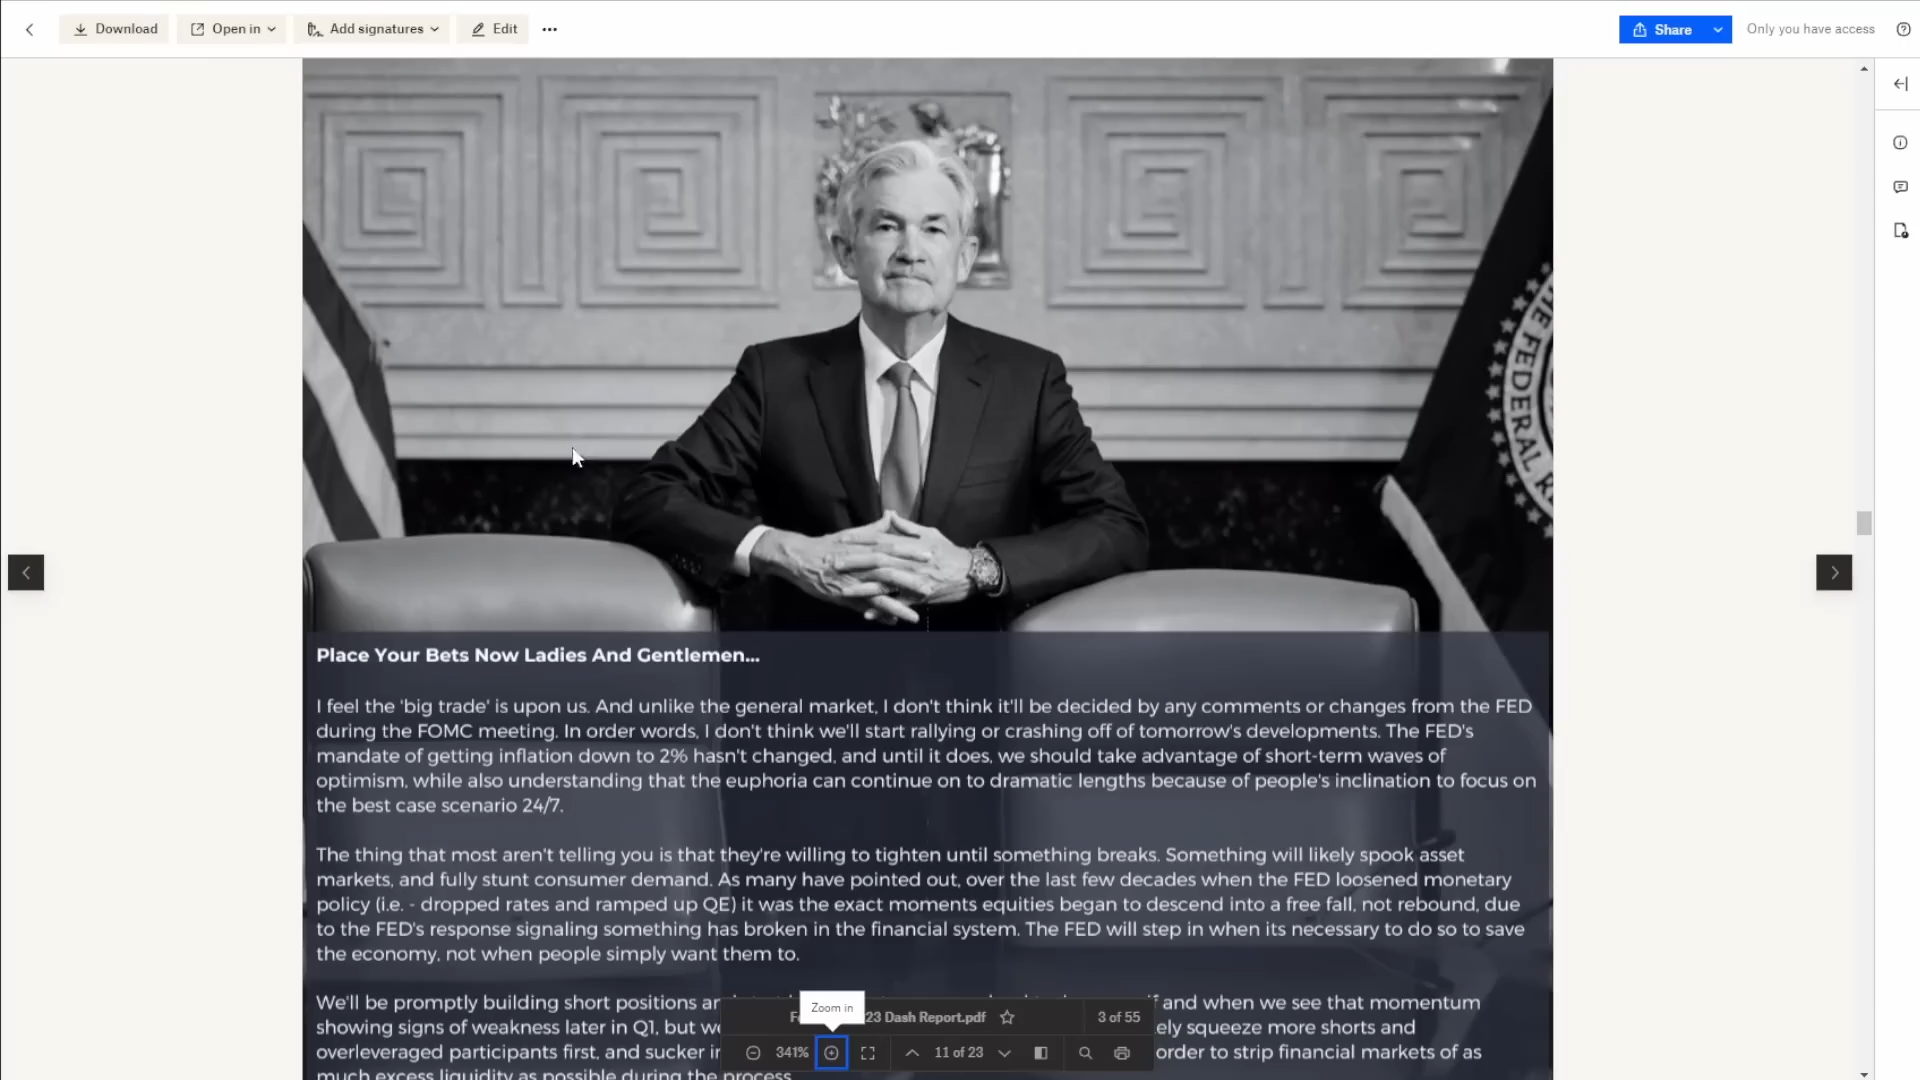 Download
Open in
Add signatures
Edit
Share
Only you have access
FEDERAL
Place Your Bets Now Ladies And Gentlemen...
I feel the 'big trade' is upon us. And unlike the general market, I don't think it'll be decided by any comments or changes from the FED
during the FOMC meeting. In order words, I don't think we'll start rallying or crashing off of tomorrow's developments. The FED's
mandate of getting inflation down to 2% hasn't changed, and until it does, we should take advantage of short-term waves of
optimism, while also understanding that the euphoria can continue on to dramatic lengths because of people's inclination to focus on
the best case scenario 24/7.
The thing that most aren't telling you is that they're willing to tighten until something breaks. Something will likely spook asset
markets, and fully stunt consumer demand. As many have pointed out, over the last few decades when the FED loosened monetary
policy (i.e. - dropped rates and ramped up QE) it was the exact moments equities began to descend into a free fall, not rebound, due
to the FED's response signaling something has broken in the financial system. The FED will step in when its necessary to do so to save
the economy, not when people simply want them to.
We'll be promptly building short positions and when we see that momentum
showing signs of weakness later in Q1, but squeeze more shorts and
overleveraged participants first, and sucker order to strip financial markets of as
much excess liquidity as possible during the process.
Zoom in
23 Dash Report.pdf
3 of 55
341%
11 of 23